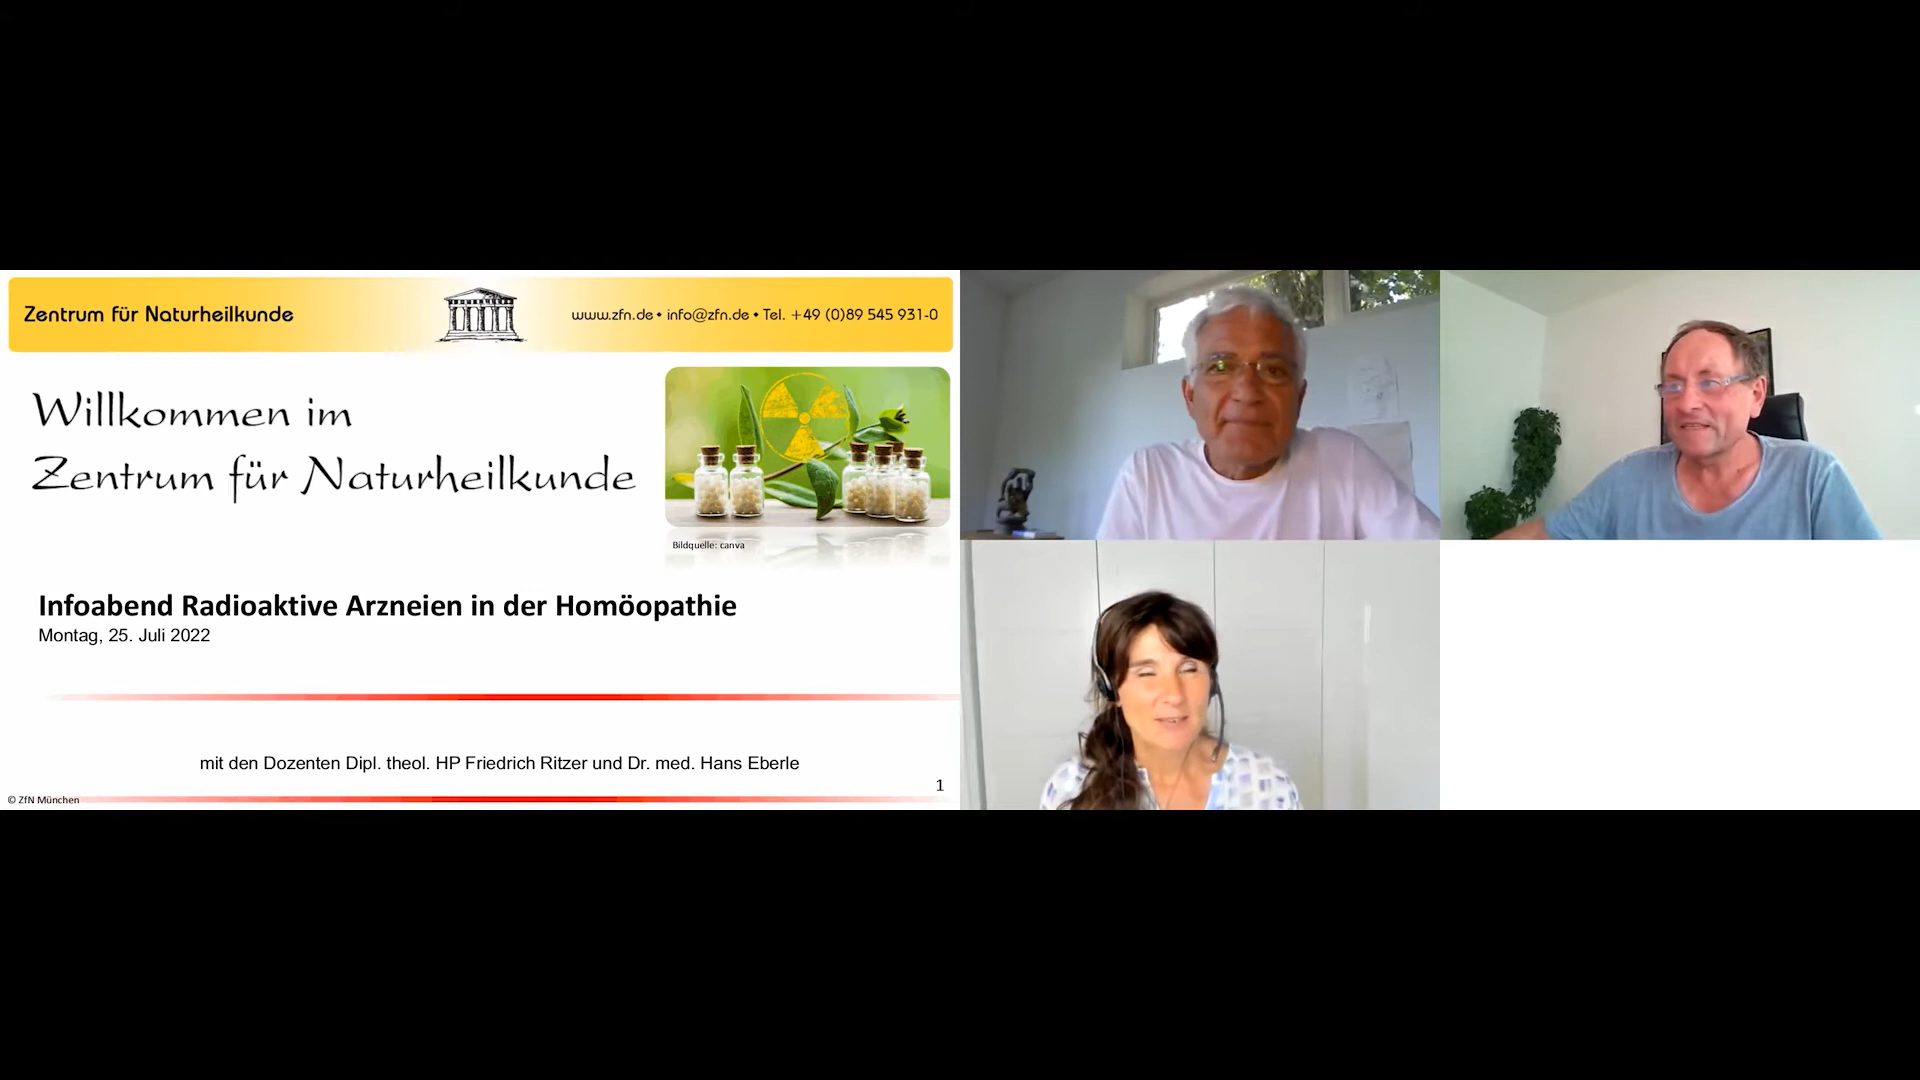 Zentrum für Naturheilkunde
www.zfn.de • info@zfn.de • Tel. +49 (0)89 545 931-0
Willkommen im
Zentrum für Naturheilkunde
Bildquelle: canva
Infoabend Radioaktive Arzneien in der Homöopathie
Montag, 25. Juli 2022
mit den Dozenten Dipl. theol. HP Friedrich Ritzer und Dr. med. Hans Eberle
1
© ZfN München